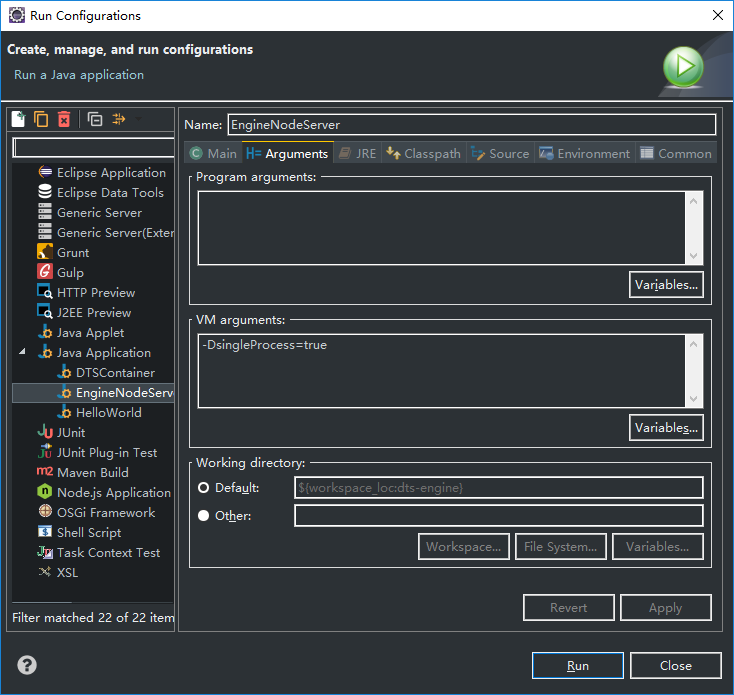 Run Configurations
Create, manage, and run configurations
Run a Java application
Name: EngineNodeServer
Main
Arguments
JRE
Classpath
Source
Environment
Common
Eclipse Application
Eclipse Data Tools
Generic Server
Generic Server(Exter
Grunt
Gulp
HTTP Preview
J2EE Preview
Java Applet
Java Application
DTSContainer
EngineNodeServ
HelloWorld
JUnit
JUnit Plug-in Test
Maven Build
Node.js Application
OSGi Framework
Shell Script
Task Context Test
XSL
Filter matched 22 of 22 item
Program arguments:
Variables...
VM arguments:
-DsingleProcess=true
Variables...
Working directory:
Default: ${workspace_loc:dts-engine}
Other:
Workspace...
File System...
Variables...
Revert
Apply
Run
Close